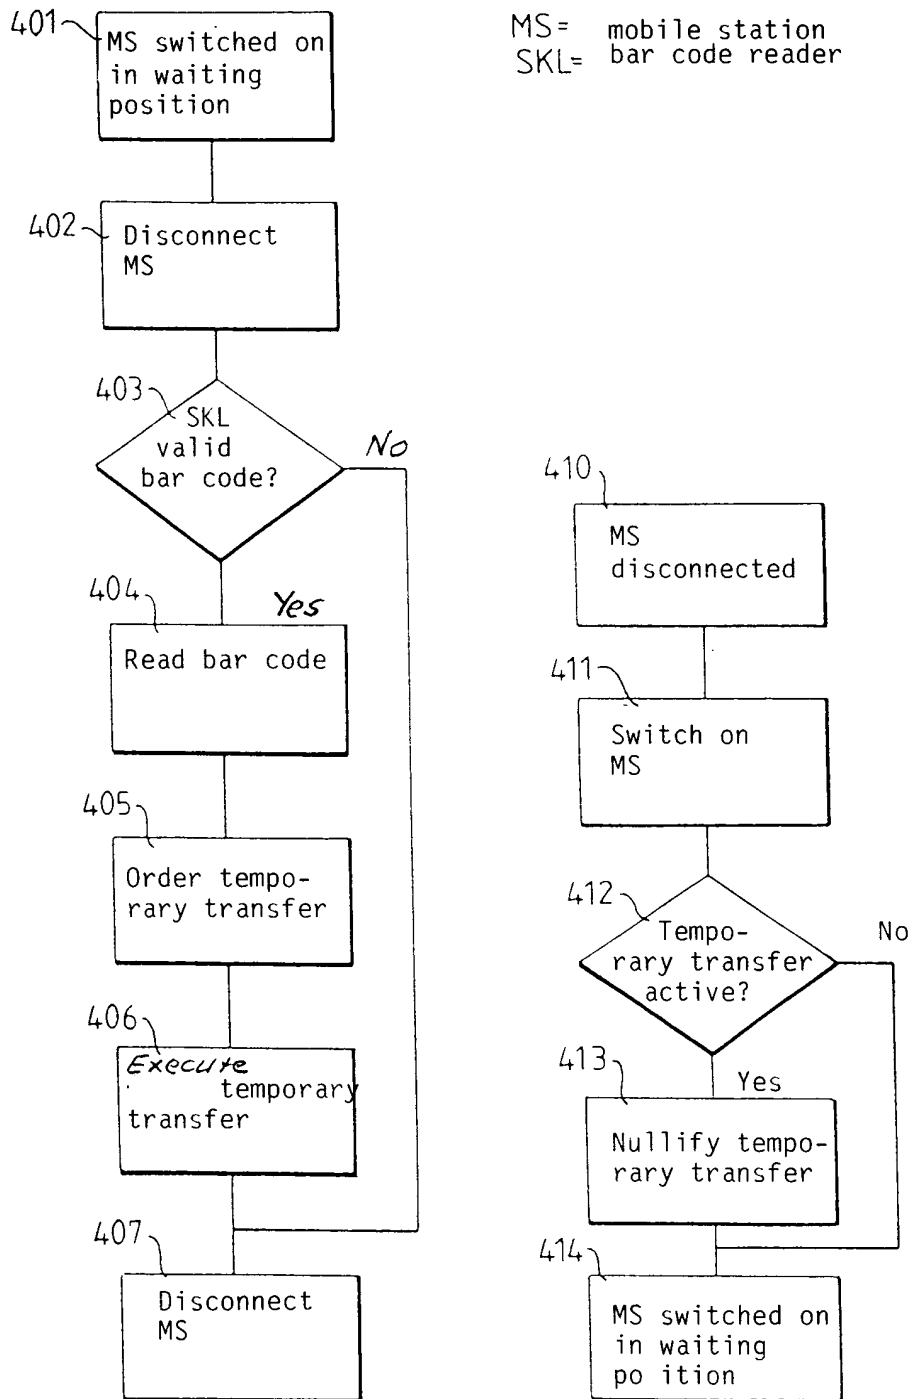 401
MS switched on
in waiting
position
MS= mobile station
SKL= bar code reader
402
Disconnect
MS
403
SKL
valid
bar code?
No
404
Yes
Read bar code
405
Order tempo-
rary transfer
406
Execute
temporary
transfer
407
Disconnect
MS
410
MS
disconnected
411
Switch on
MS
412
Tempo-
rary transfer
active?
No
413
Yes
Nullify tempo-
rary transfer
414
MS switched on
in waiting
po ition